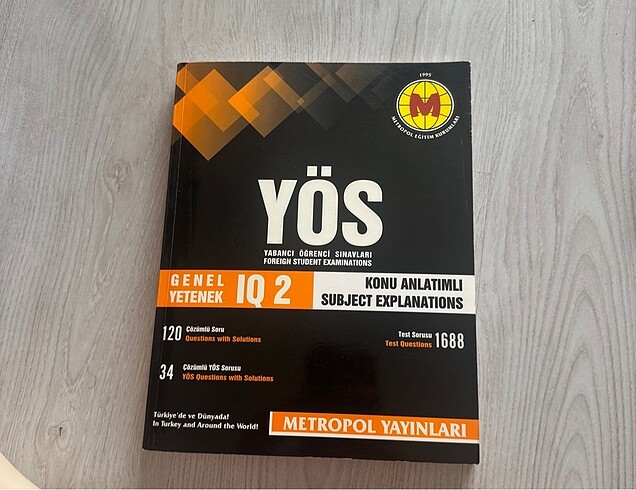 1995
M
METROPOL EĞİTİM KURUMLARI
YÖS
YABANCI ÖĞRENCİ SINAVLARI
FOREIGN STUDENT EXAMINATIONS
GENEL
YETENEK
IQ 2
KONU ANLATIMLI
SUBJECT EXPLANATIONS
120
Çözümlü Soru
Questions with Solutions
Test Sorusu
Test Questions
1688
34
Çözümlü YÖS Sorusu
YÖS Questions with Solutions
Türkiye'de ve Dünyada!
In Turkey and Around the World!
METROPOL YAYINLARI